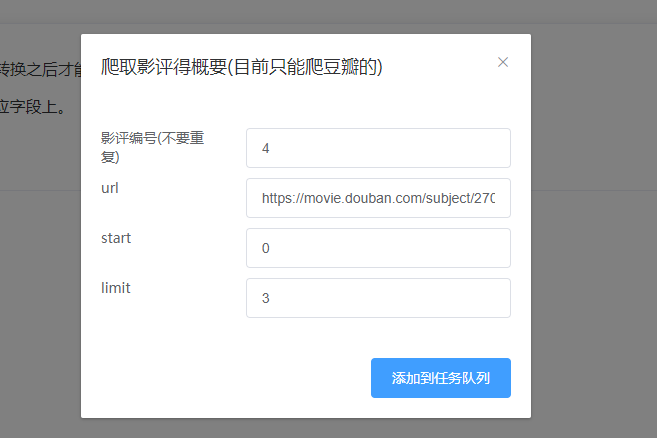 转换之后才能
应字段上。
爬取影评得概要(目前只能爬豆瓣的)
影评编号(不要重
复)
4
url
https://movie.douban.com/subject/270
start
0
limit
3
添加到任务队列